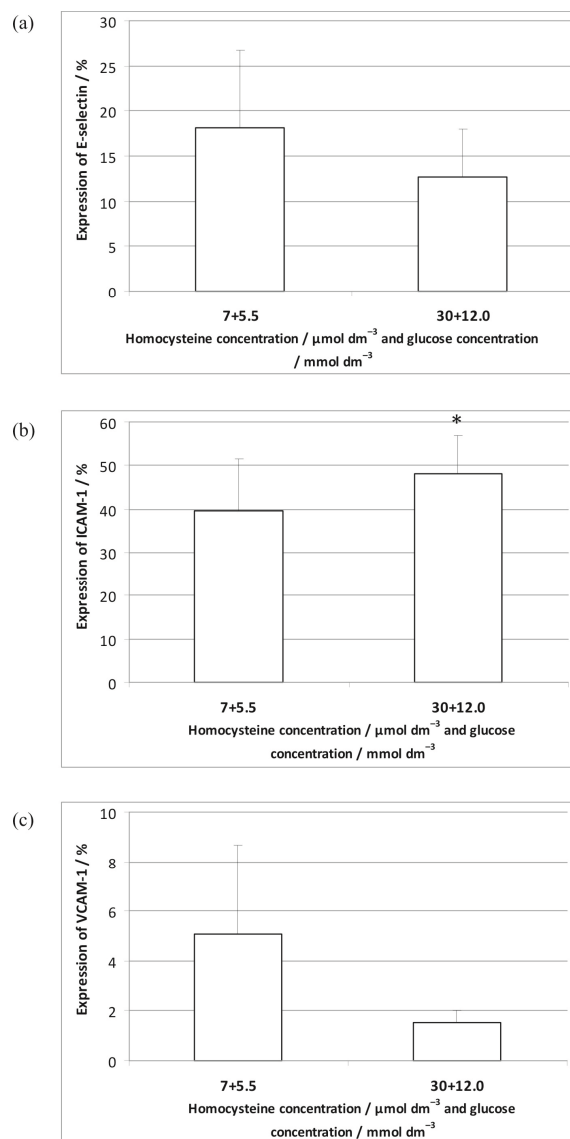 (a)
Expression of E-selectin / %
30
25
20
15
10
5
0
7+5.5
30+12.0
Homocysteine concentration / µmol dm⁻³ and glucose concentration
/ mmol dm⁻³
(b)
Expression of ICAM-1 / %
60
50
40
30
20
10
0
*
7+5.5
30+12.0
Homocysteine concentration / µmol dm⁻³ and glucose
concentration / mmol dm⁻³
(c)
Expression of VCAM-1 / %
10
8
6
4
2
0
7+5.5
30+12.0
Homocysteine concentration / µmol dm⁻³ and glucose
concentration / mmol dm⁻³